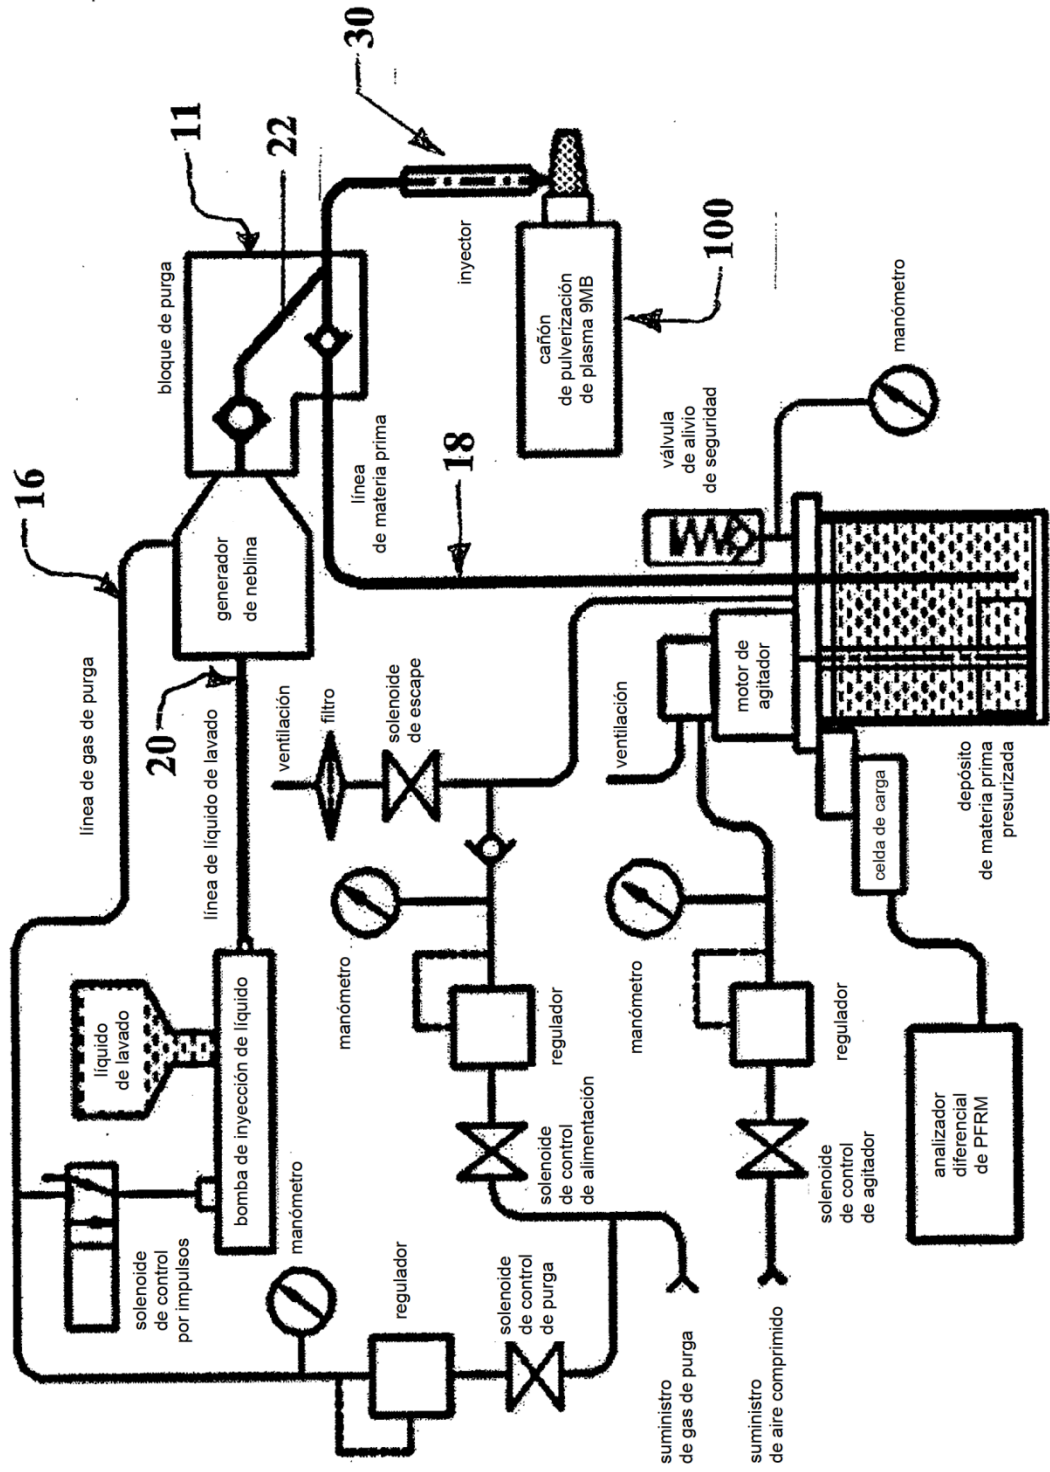 16
línea de gas de purga
20
línea de líquido de lavado
líquido
de lavado
bomba de inyección de líquido
solenoide
de control
por impulsos
manómetro
regulador
solenoide
de control
de purga
generador
de neblina
bloque de purga
11
22
30
inyector
línea
de materia prima
18
cañón
de pulverización
de plasma 9MB
100
ventilación
filtro
solenoide
de escape
manómetro
regulador
solenoide
de control
de alimentación
suministro
de gas de purga
válvula
de alivio
de seguridad
manómetro
ventilación
motor de
agitador
manómetro
regulador
solenoide
de control
de agitador
suministro
de aire comprimido
celda de carga
depósito
de materia prima
presurizada
analizador
diferencial
de PFRM